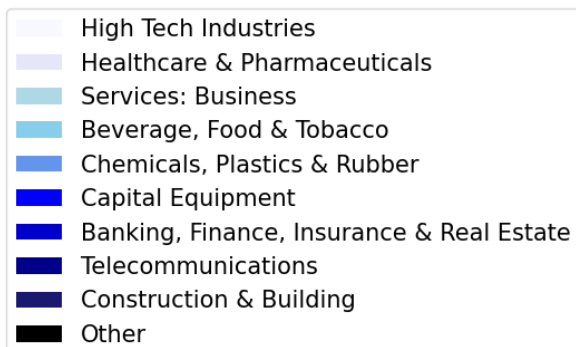 High Tech Industries
Healthcare & Pharmaceuticals
Services: Business
Beverage, Food & Tobacco
Chemicals, Plastics & Rubber
Capital Equipment
Banking, Finance, Insurance & Real Estate
Telecommunications
Construction & Building
Other